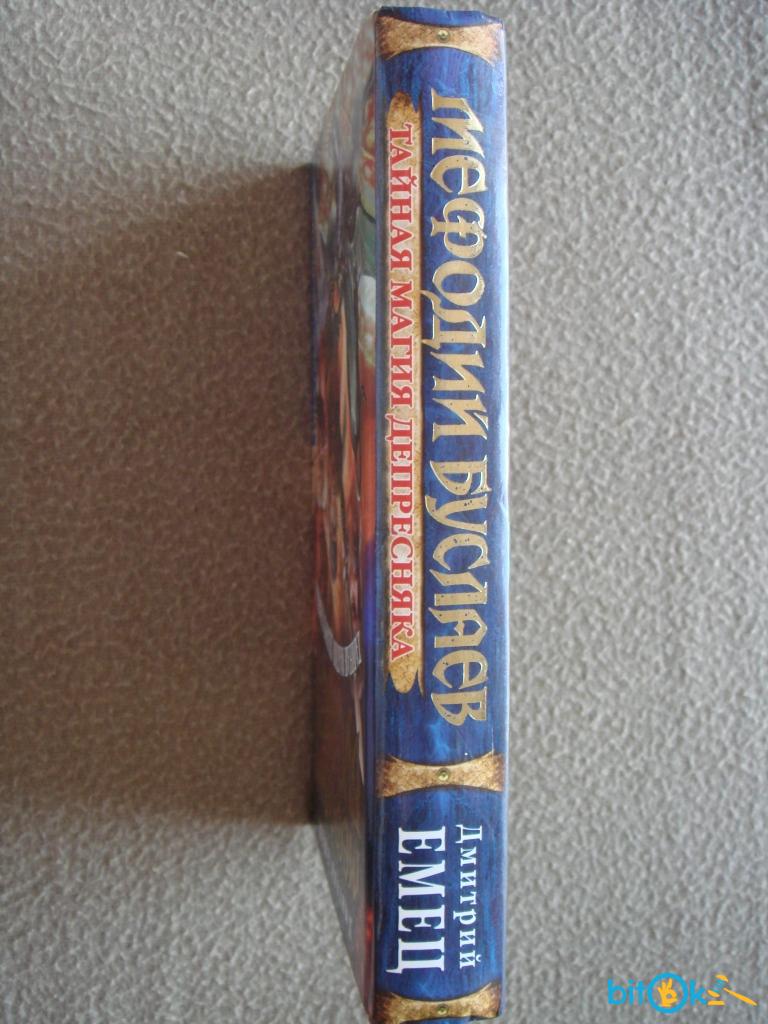 МЕФОДИЙ БУСЛАЕВ
ТАЙНАЯ МАГИЯ ДЕПРЕСНЯКА
Дмитрий
ЕМЕЦ
bitOk